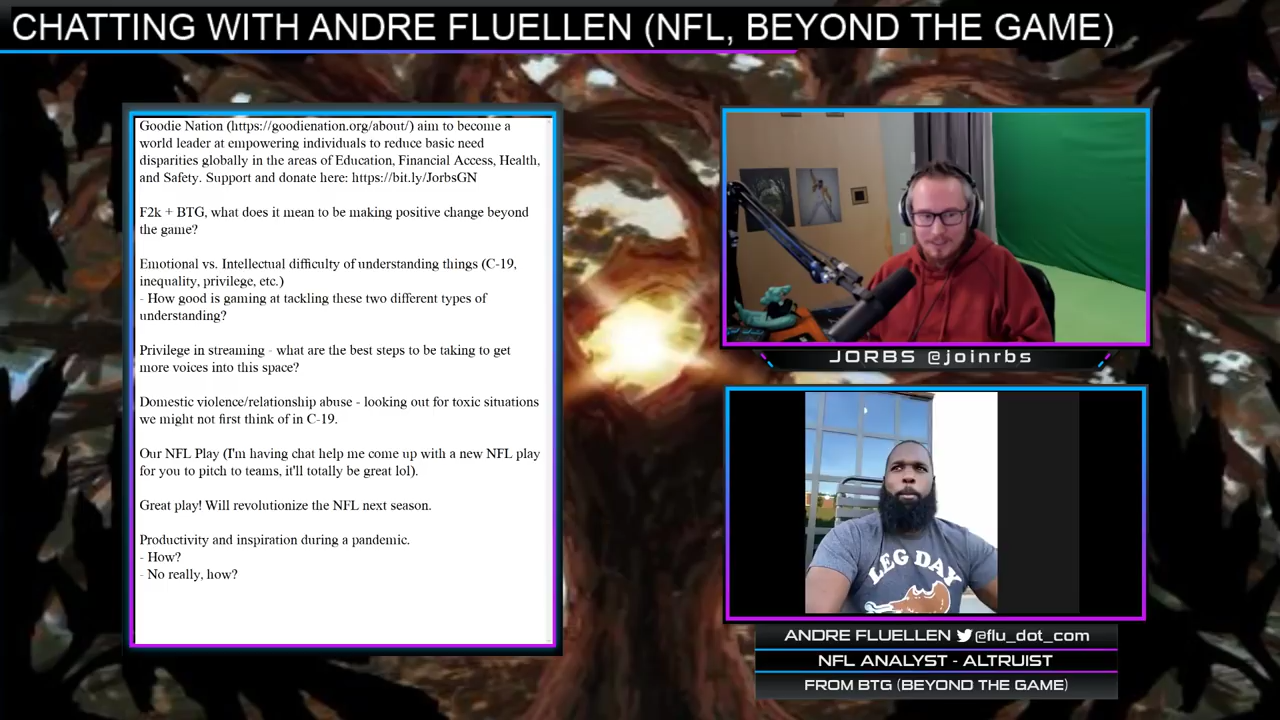 CHATTING WITH ANDRE FLUELLEN (NFL, BEYOND THE GAME)
Goodie Nation (https://goodienation.org/about/) aim to become a
world leader at empowering individuals to reduce basic need
disparities globally in the areas of Education, Financial Access, Health,
and Safety. Support and donate here: https://bit.ly/JorbsGN
F2k + BTG, what does it mean to be making positive change beyond
the game?
Emotional vs. Intellectual difficulty of understanding things (C-19,
inequality, privilege, etc.)
- How good is gaming at tackling these two different types of
understanding?
Privilege in streaming - what are the best steps to be taking to get
more voices into this space?
Domestic violence/relationship abuse - looking out for toxic situations
we might not first think of in C-19.
Our NFL Play (I'm having chat help me come up with a new NFL play
for you to pitch to teams, it'll totally be great lol).
Great play! Will revolutionize the NFL next season.
Productivity and inspiration during a pandemic.
- How?
- No really, how?
JORBS @joinrbs
LEG DAY
ANDRE FLUELLEN @flu_dot_com
NFL ANALYST - ALTRUIST
FROM BTG (BEYOND THE GAME)